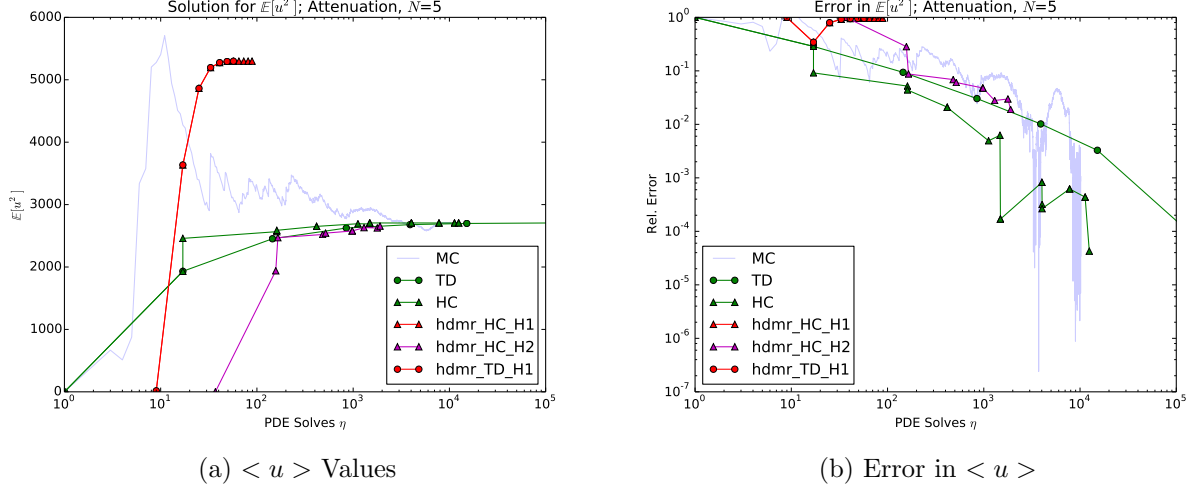 Solution for 𝔼[u²]; Attenuation, N=5
6000
5000
4000
3000
2000
1000
0
𝔼[u²]
MC
TD
HC
hdmr_HC_H1
hdmr_HC_H2
hdmr_TD_H1
10⁰ 10¹ 10² 10³ 10⁴ 10⁵
PDE Solves η
(a) < u > Values
Error in 𝔼[u²]; Attenuation, N=5
10⁰
10⁻¹
10⁻²
10⁻³
10⁻⁴
10⁻⁵
10⁻⁶
10⁻⁷
Rel. Error
MC
TD
HC
hdmr_HC_H1
hdmr_HC_H2
hdmr_TD_H1
10⁰ 10¹ 10² 10³ 10⁴ 10⁵
PDE Solves η
(b) Error in < u >